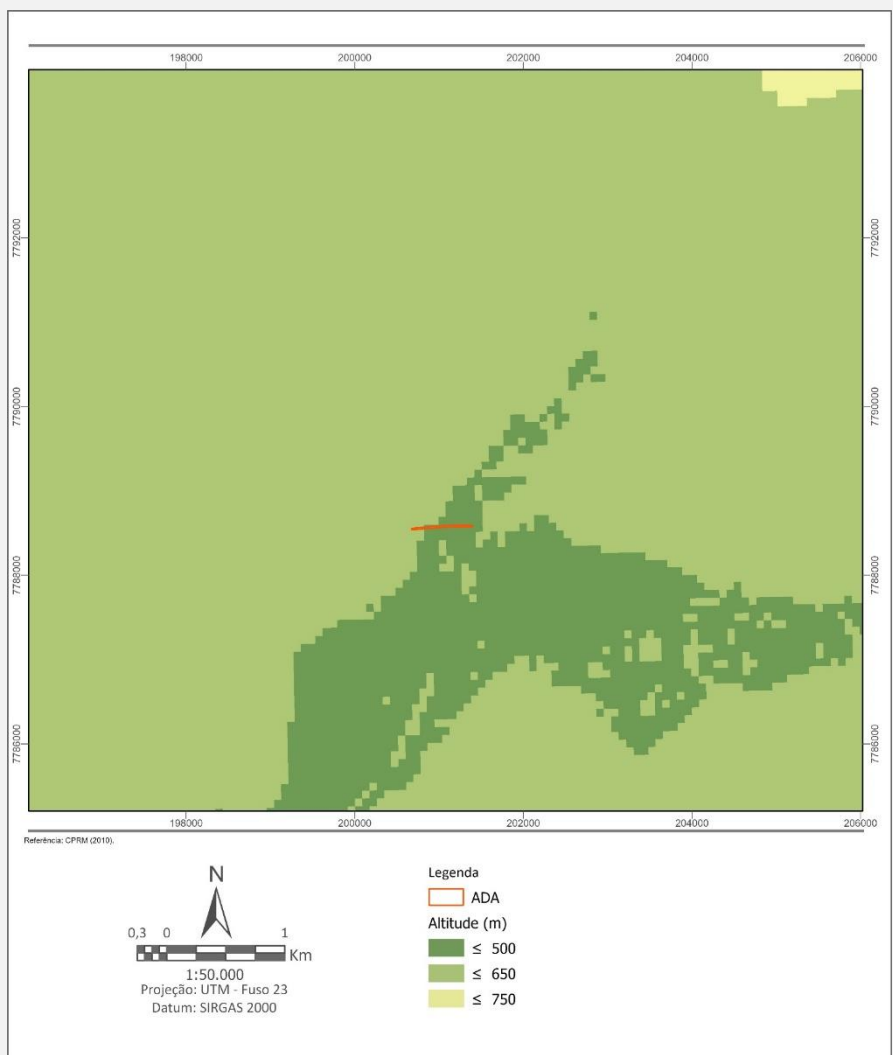 198000 200000 202000 204000 206000
7792000 7792000
7790000 7790000
7788000 7788000
7786000 7786000
198000 200000 202000 204000 206000
Referência: CPRM (2010).
N
0,3 0 1
Km
1:50.000
Projeção: UTM - Fuso 23
Datum: SIRGAS 2000
Legenda
ADA
Altitude (m)
≤ 500
≤ 650
≤ 750